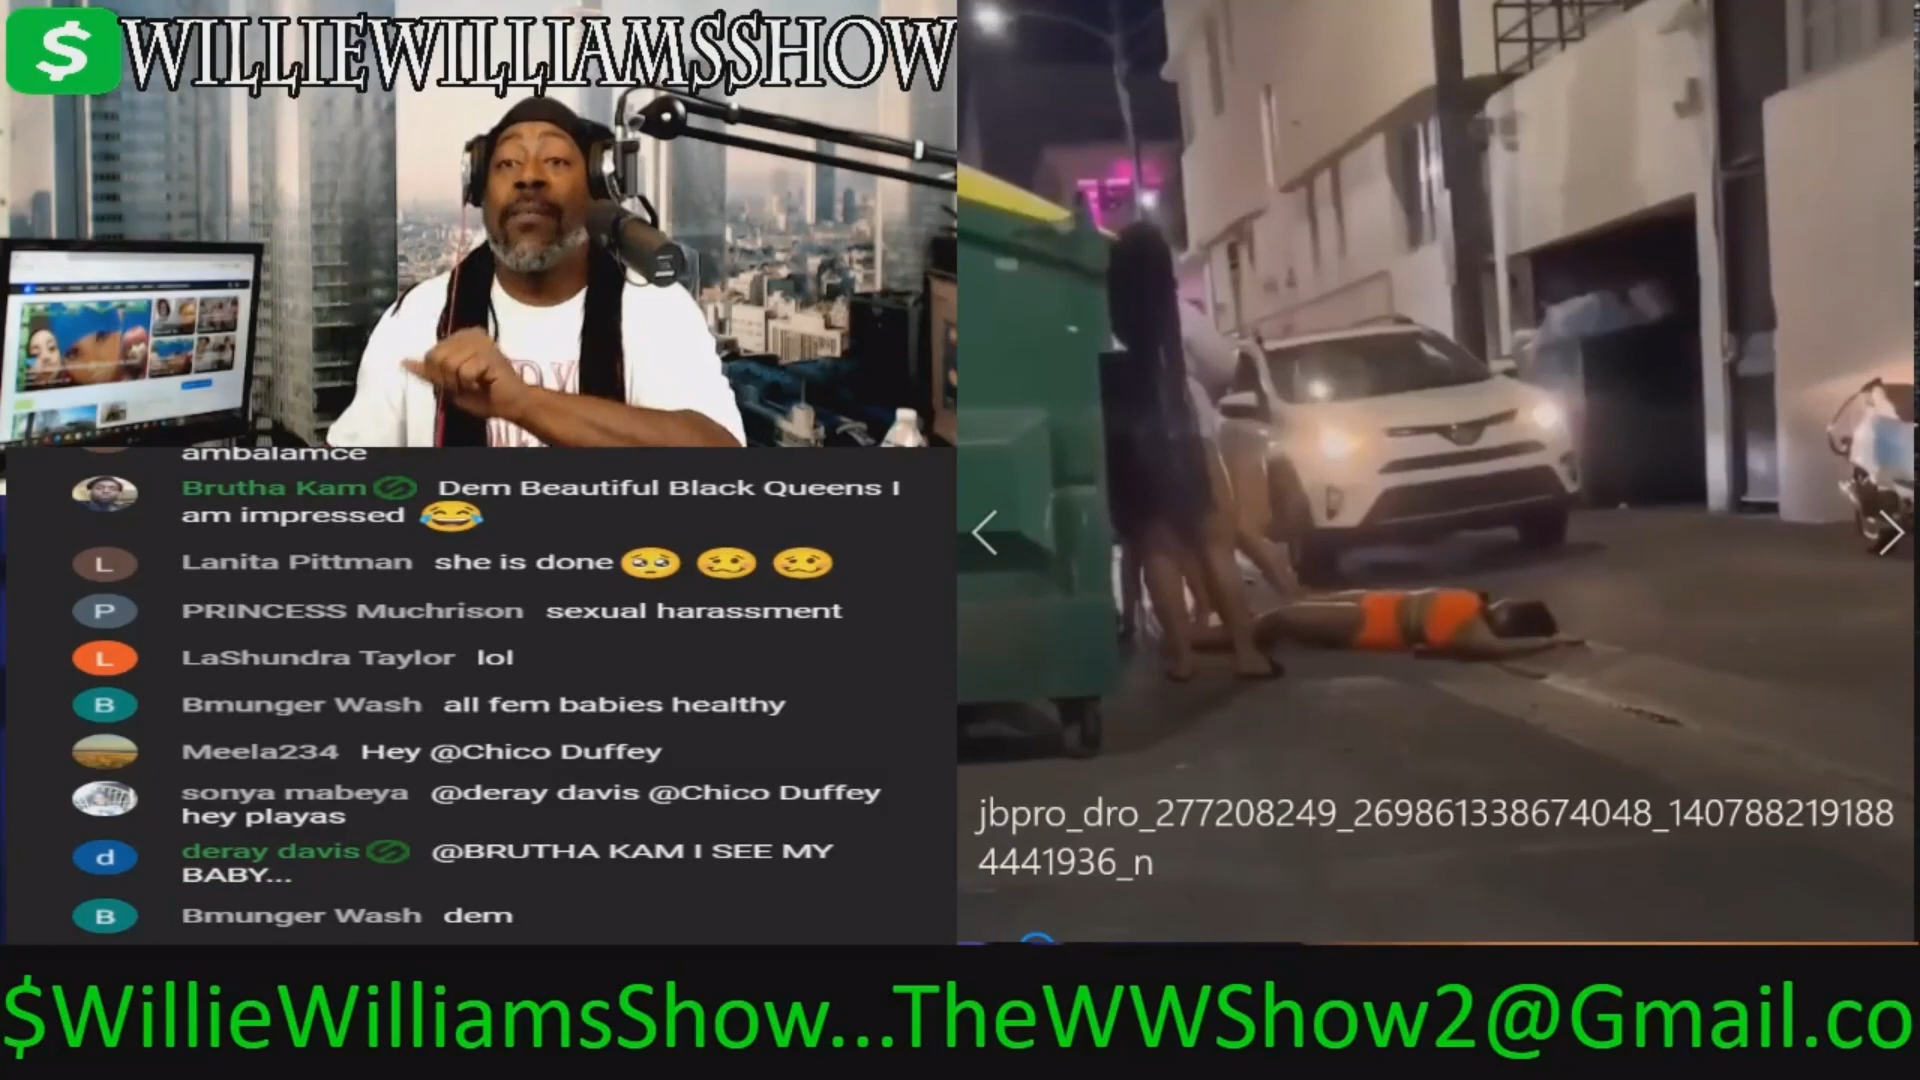 $ WILLIEWILLIAMSSHOW
ambalamce
Brutha Kam Dem Beautiful Black Queens I
am impressed 😂
L Lanita Pittman she is done 🥺 🥴 🥴
P PRINCESS Muchrison sexual harassment
L LaShundra Taylor lol
B Bmunger Wash all fem babies healthy
Meela234 Hey @Chico Duffey
sonya mabeya @deray davis @Chico Duffey
hey playas
d deray davis @BRUTHA KAM I SEE MY
BABY...
B Bmunger Wash dem
jbpro_dro_277208249_269861338674048_140788219188
4441936_n
$WillieWilliamsShow...TheWWShow2@Gmail.co